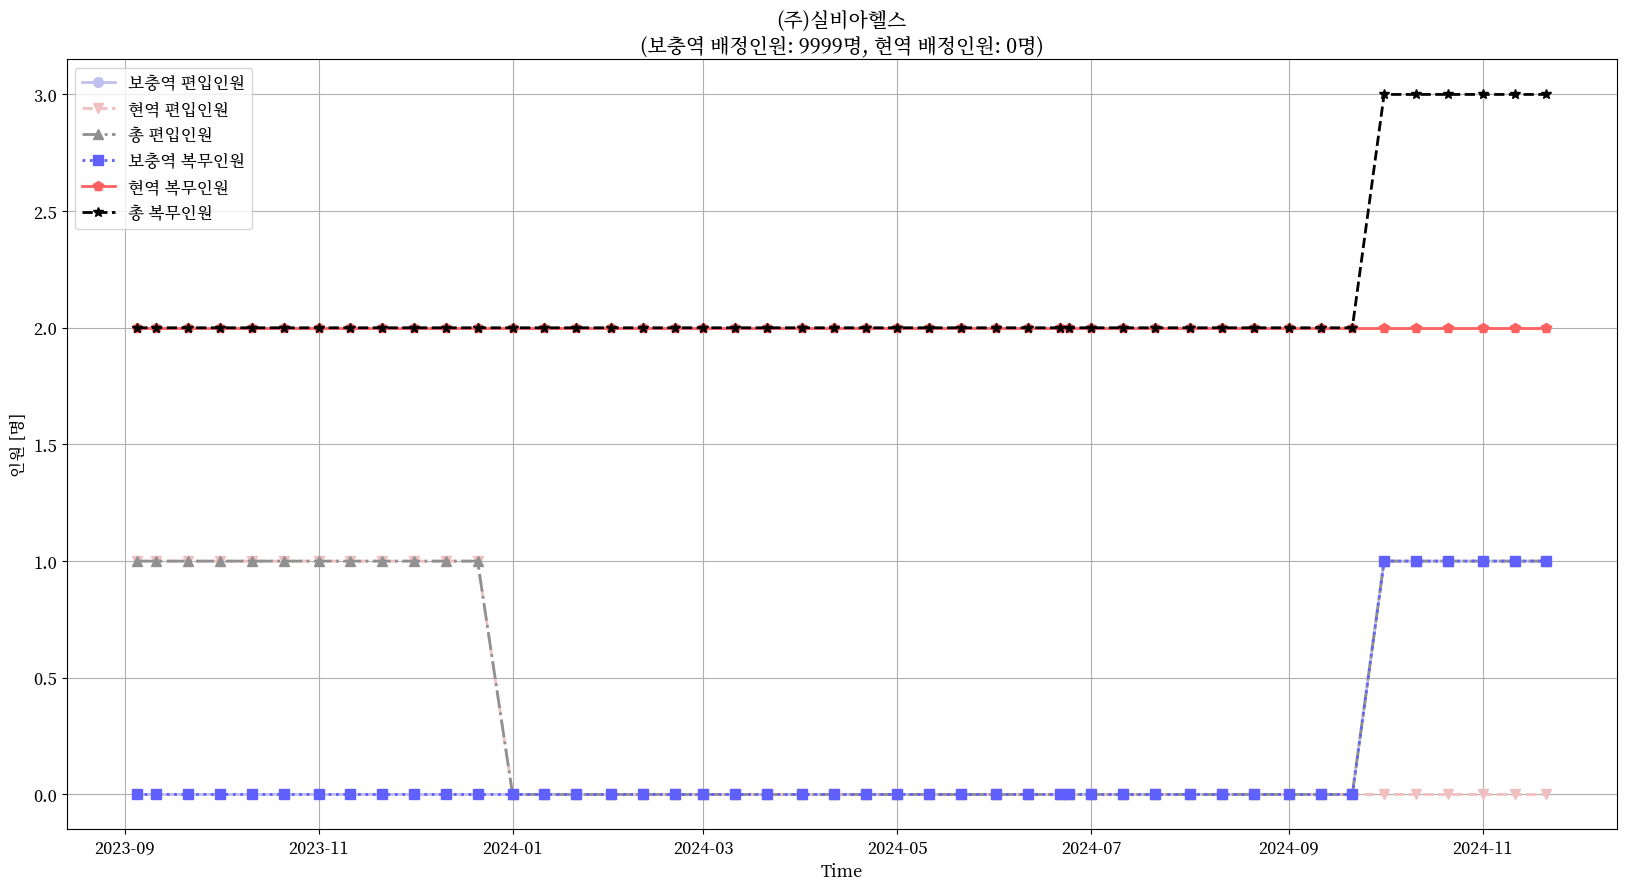 (주)실비아헬스
(보충역 배정인원: 9999명, 현역 배정인원: 0명)
보충역 편입인원
현역 편입인원
총 편입인원
보충역 복무인원
현역 복무인원
총 복무인원
인원 [명]
3.0
2.5
2.0
1.5
1.0
0.5
0.0
2023-09
2023-11
2024-01
2024-03
2024-05
2024-07
2024-09
2024-11
Time